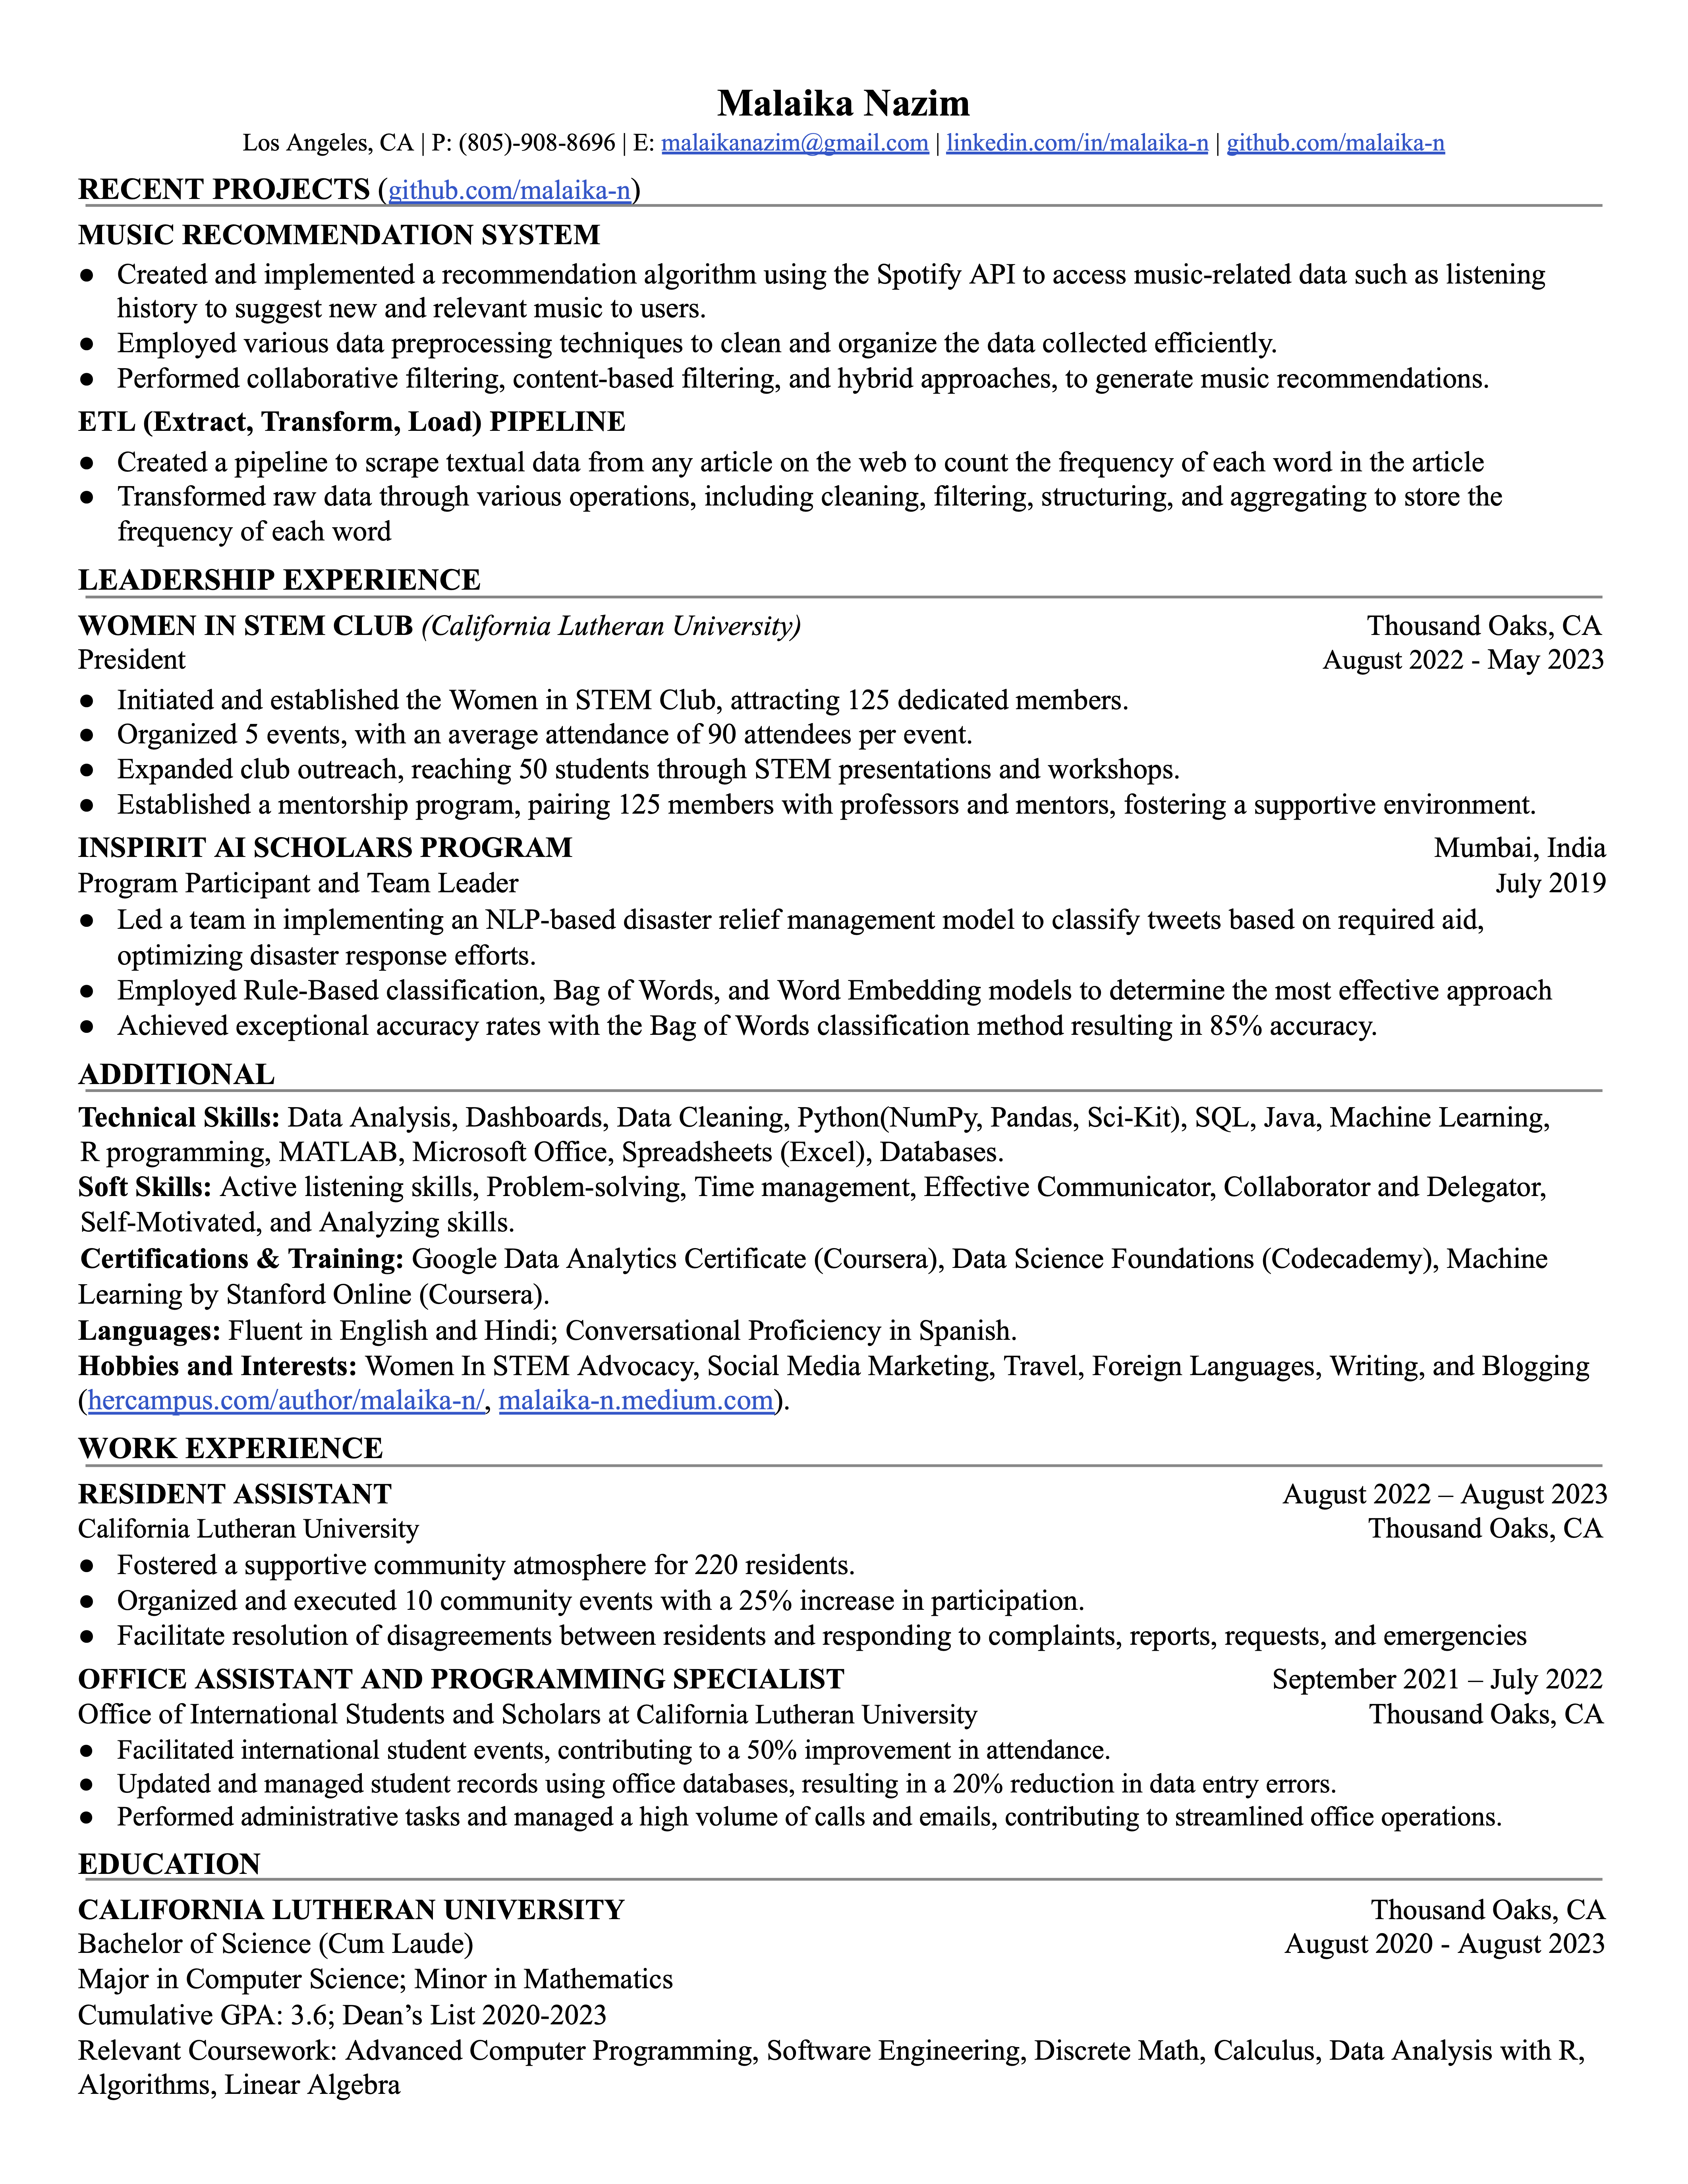 Malaika Nazim
Los Angeles, CA | P: (805)-908-8696 | E: malaikanazim@gmail.com | linkedin.com/in/malaika-n | github.com/malaika-n
RECENT PROJECTS (github.com/malaika-n)
MUSIC RECOMMENDATION SYSTEM
● Created and implemented a recommendation algorithm using the Spotify API to access music-related data such as listening
history to suggest new and relevant music to users.
● Employed various data preprocessing techniques to clean and organize the data collected efficiently.
● Performed collaborative filtering, content-based filtering, and hybrid approaches, to generate music recommendations.
ETL (Extract, Transform, Load) PIPELINE
● Created a pipeline to scrape textual data from any article on the web to count the frequency of each word in the article
● Transformed raw data through various operations, including cleaning, filtering, structuring, and aggregating to store the
frequency of each word
LEADERSHIP EXPERIENCE
WOMEN IN STEM CLUB (California Lutheran University) Thousand Oaks, CA
President August 2022 - May 2023
● Initiated and established the Women in STEM Club, attracting 125 dedicated members.
● Organized 5 events, with an average attendance of 90 attendees per event.
● Expanded club outreach, reaching 50 students through STEM presentations and workshops.
● Established a mentorship program, pairing 125 members with professors and mentors, fostering a supportive environment.
INSPIRIT AI SCHOLARS PROGRAM Mumbai, India
Program Participant and Team Leader July 2019
● Led a team in implementing an NLP-based disaster relief management model to classify tweets based on required aid,
optimizing disaster response efforts.
● Employed Rule-Based classification, Bag of Words, and Word Embedding models to determine the most effective approach
● Achieved exceptional accuracy rates with the Bag of Words classification method resulting in 85% accuracy.
ADDITIONAL
Technical Skills: Data Analysis, Dashboards, Data Cleaning, Python(NumPy, Pandas, Sci-Kit), SQL, Java, Machine Learning,
R programming, MATLAB, Microsoft Office, Spreadsheets (Excel), Databases.
Soft Skills: Active listening skills, Problem-solving, Time management, Effective Communicator, Collaborator and Delegator,
Self-Motivated, and Analyzing skills.
Certifications & Training: Google Data Analytics Certificate (Coursera), Data Science Foundations (Codecademy), Machine
Learning by Stanford Online (Coursera).
Languages: Fluent in English and Hindi; Conversational Proficiency in Spanish.
Hobbies and Interests: Women In STEM Advocacy, Social Media Marketing, Travel, Foreign Languages, Writing, and Blogging
(hercampus.com/author/malaika-n/, malaika-n.medium.com).
WORK EXPERIENCE
RESIDENT ASSISTANT August 2022 – August 2023
California Lutheran University Thousand Oaks, CA
● Fostered a supportive community atmosphere for 220 residents.
● Organized and executed 10 community events with a 25% increase in participation.
● Facilitate resolution of disagreements between residents and responding to complaints, reports, requests, and emergencies
OFFICE ASSISTANT AND PROGRAMMING SPECIALIST September 2021 – July 2022
Office of International Students and Scholars at California Lutheran University Thousand Oaks, CA
● Facilitated international student events, contributing to a 50% improvement in attendance.
● Updated and managed student records using office databases, resulting in a 20% reduction in data entry errors.
● Performed administrative tasks and managed a high volume of calls and emails, contributing to streamlined office operations.
EDUCATION
CALIFORNIA LUTHERAN UNIVERSITY Thousand Oaks, CA
Bachelor of Science (Cum Laude) August 2020 - August 2023
Major in Computer Science; Minor in Mathematics
Cumulative GPA: 3.6; Dean’s List 2020-2023
Relevant Coursework: Advanced Computer Programming, Software Engineering, Discrete Math, Calculus, Data Analysis with R,
Algorithms, Linear Algebra